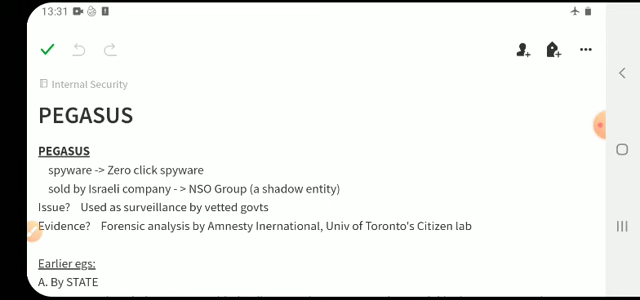 13:31
Internal Security
PEGASUS
PEGASUS
spyware -> Zero click spyware
sold by Israeli company - > NSO Group (a shadow entity)
Issue? Used as surveillance by vetted govts
Evidence? Forensic analysis by Amnesty Inernational, Univ of Toronto's Citizen lab
Earlier egs:
A. By STATE